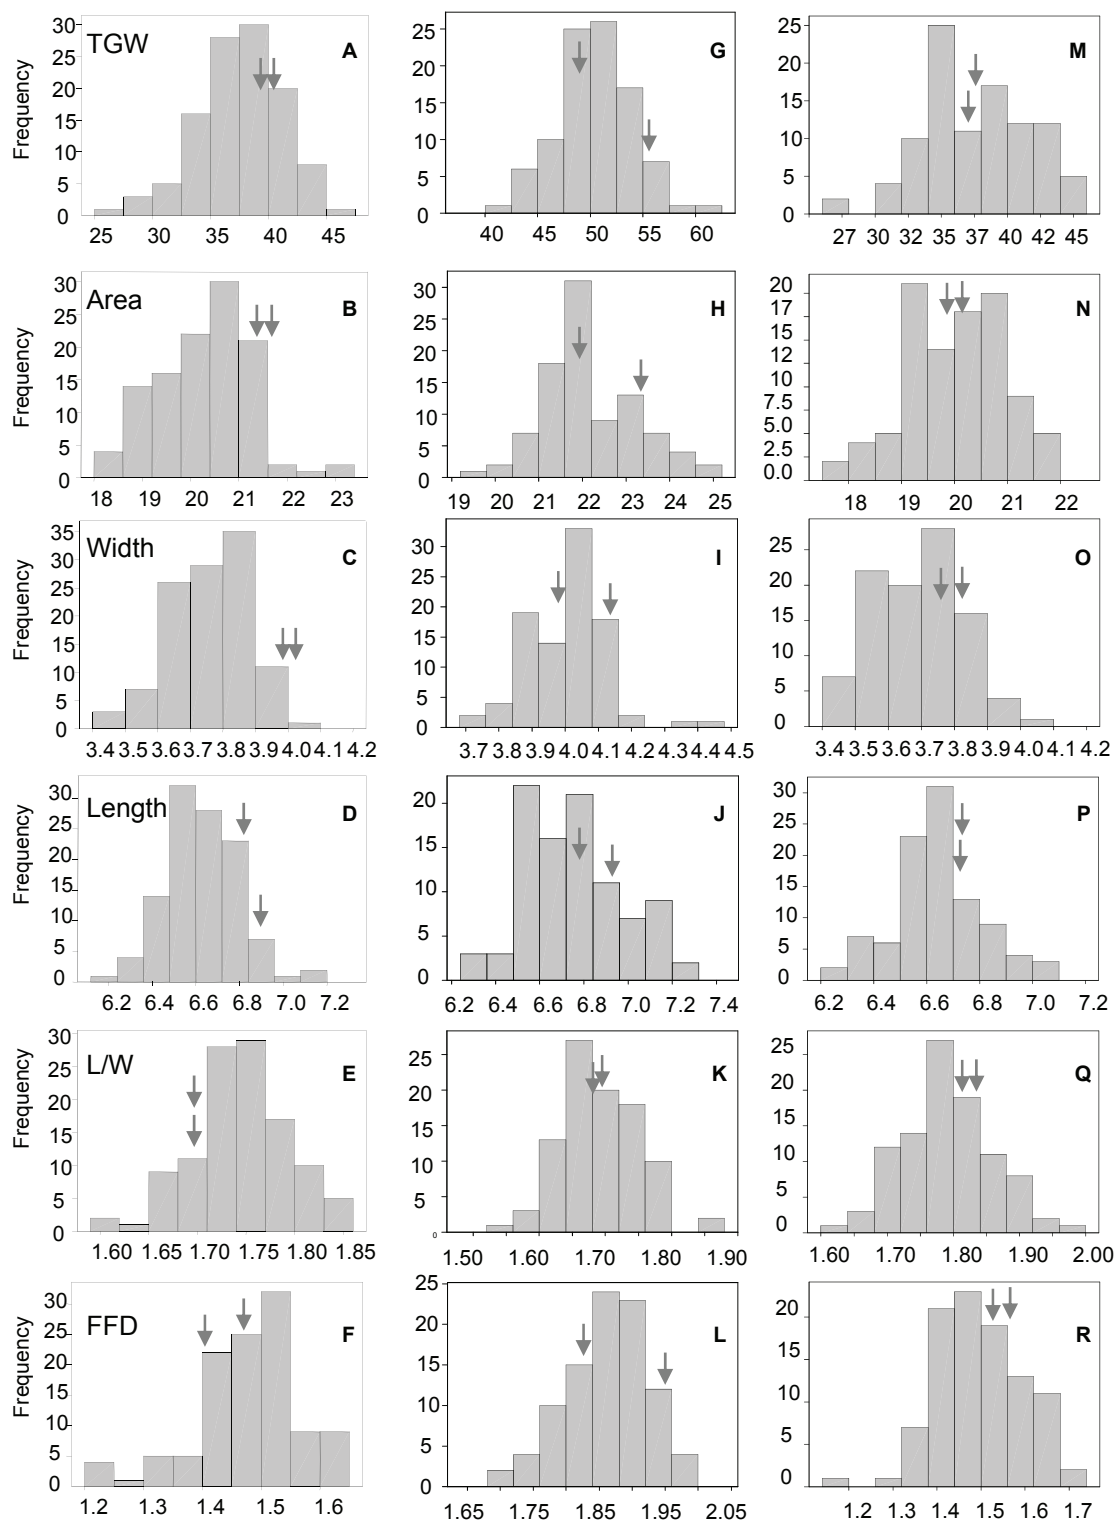 TGW
A
Frequency
30
25
20
15
10
5
0
25 30 35 40 45
G
25
20
15
10
5
0
40 45 50 55 60
M
25
20
15
10
5
0
27 30 32 35 37 40 42 45
Area
B
Frequency
30
25
20
15
10
5
0
18 19 20 21 22 23
H
30
25
20
15
10
5
0
19 20 21 22 23 24 25
N
20
17
12
12
10
7.5
5.0
0.0
18 19 20 21 22
Width
C
Frequency
35
30
25
20
15
10
5
0
3.4 3.5 3.6 3.7 3.8 3.9 4.0 4.1 4.2
I
30
25
20
15
10
5
0
3.7 3.8 3.9 4.0 4.1 4.2 4.3 4.4 4.5
O
25
20
15
10
5
0
3.4 3.5 3.6 3.7 3.8 3.9 4.0 4.1 4.2
Length
D
Frequency
30
25
20
15
10
5
0
6.2 6.4 6.6 6.8 7.0 7.2
J
20
15
10
5
0
6.2 6.4 6.6 6.8 7.0 7.2 7.4
P
30
25
20
15
10
5
0
6.2 6.4 6.6 6.8 7.0 7.2
L/W
E
Frequency
30
25
20
15
10
5
0
1.60 1.65 1.70 1.75 1.80 1.85
K
25
20
15
10
5
0
1.50 1.60 1.70 1.80 1.90
Q
25
20
15
10
5
0
1.60 1.70 1.80 1.90 2.00
FFD
F
Frequency
30
25
20
15
10
5
0
1.2 1.3 1.4 1.5 1.6
L
25
20
15
10
5
0
1.65 1.75 1.85 1.95 2.05
R
20
15
10
5
0
1.2 1.3 1.4 1.5 1.6 1.7